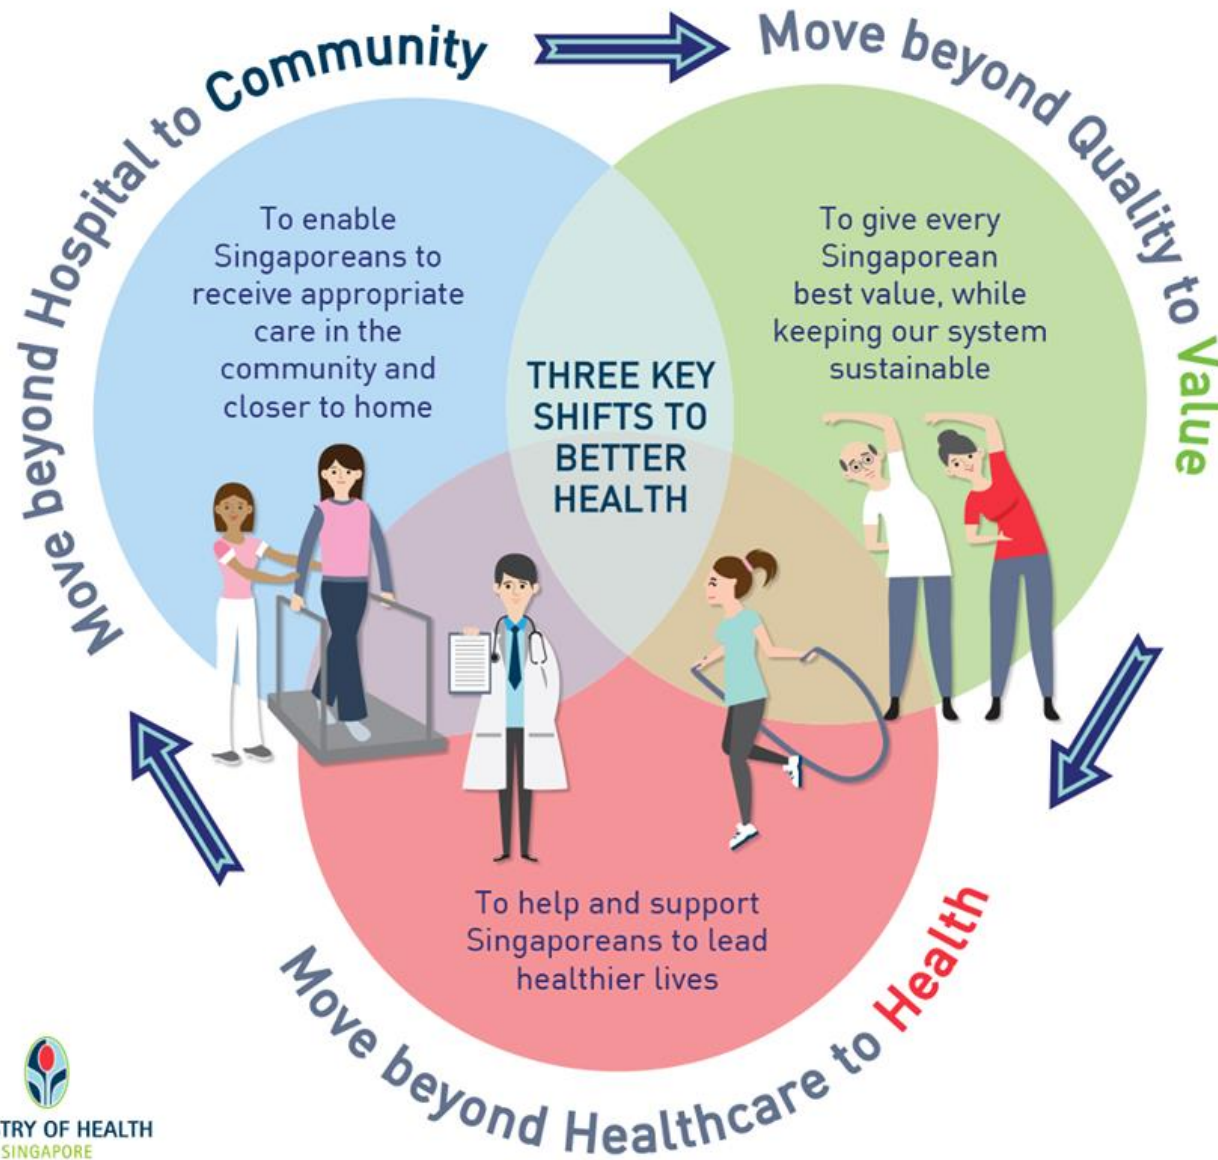 Move beyond Hospital to Community
Move beyond Quality to Value
To enable
Singaporeans to
receive appropriate
care in the
community and
closer to home
To give every
Singaporean
best value, while
keeping our system
sustainable
THREE KEY
SHIFTS TO
BETTER
HEALTH
To help and support
Singaporeans to lead
healthier lives
Move beyond Healthcare to Health
TRY OF HEALTH
SINGAPORE